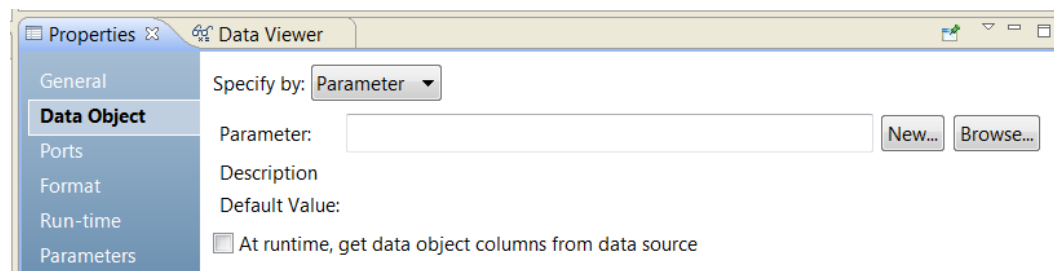 Properties Data Viewer
General
Data Object
Ports
Format
Run-time
Parameters
Specify by: Parameter
Parameter: New... Browse...
Description
Default Value:
At runtime, get data object columns from data source